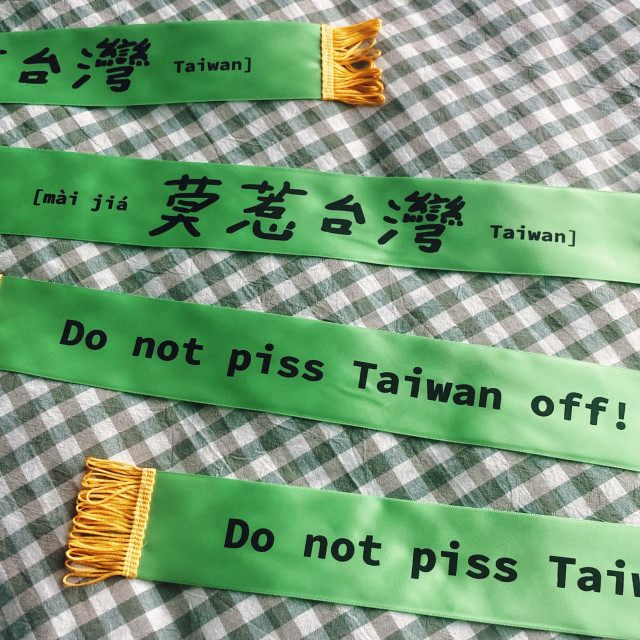 台灣 Taiwan]
[mài jiá 莫惹台灣 Taiwan]
Do not piss Taiwan off!
Do not piss Taiw